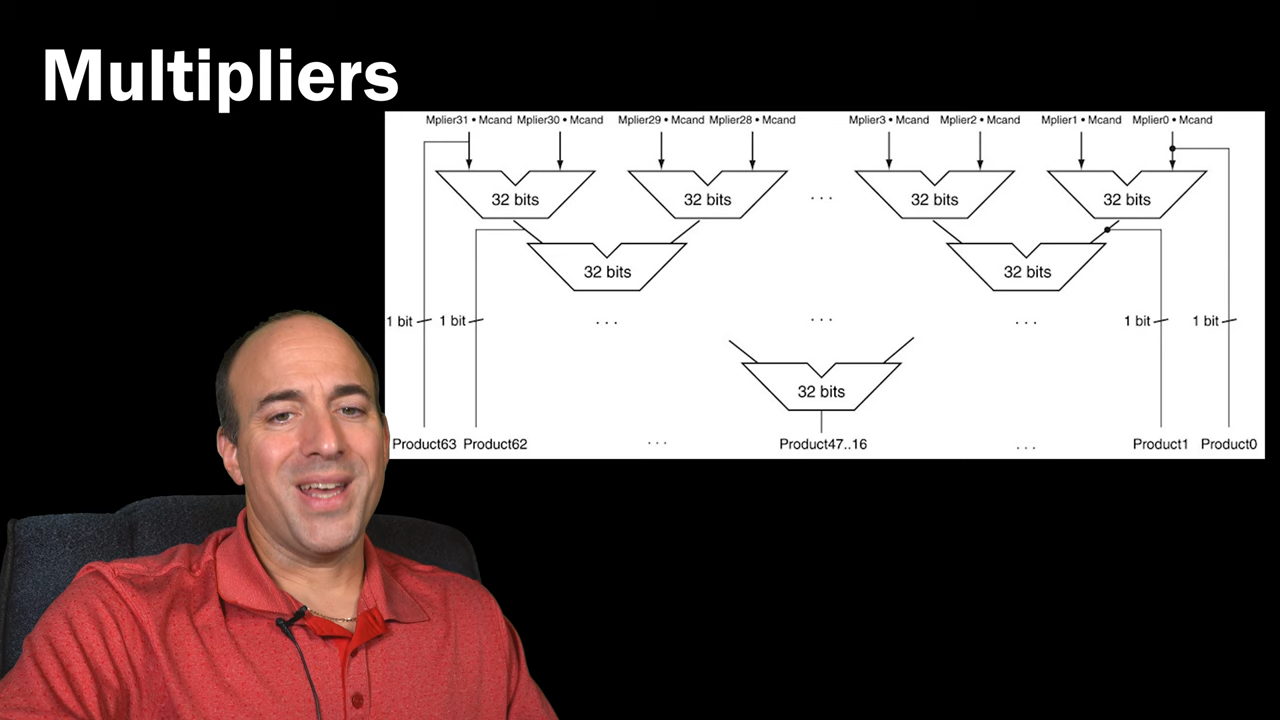 Multipliers
Mplier31 • Mcand Mplier30 • Mcand Mplier29 • Mcand Mplier28 • Mcand Mplier3 • Mcand Mplier2 • Mcand Mplier1 • Mcand Mplier0 • Mcand
32 bits 32 bits . . . 32 bits 32 bits
32 bits 32 bits
1 bit 1 bit . . . . . . . . . 1 bit 1 bit
32 bits
Product63 Product62 . . . Product47..16 . . . Product1 Product0